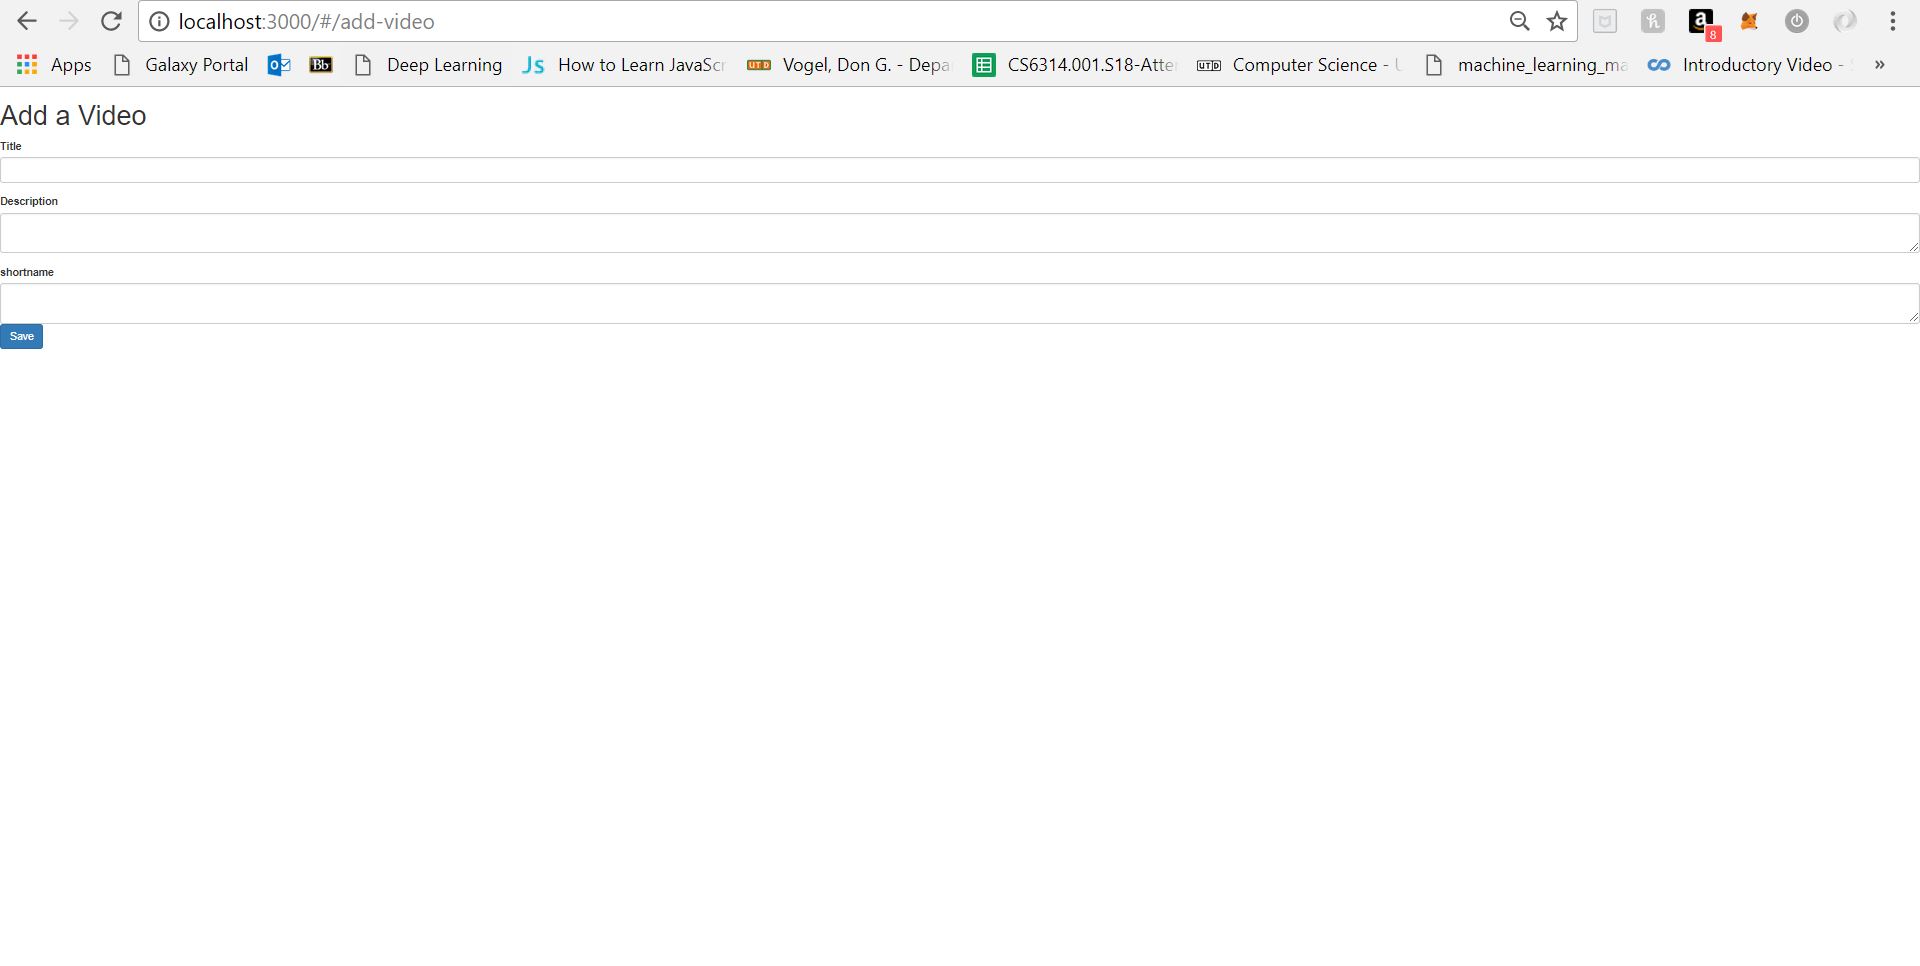 localhost:3000/#/add-video
a 8
Apps Galaxy Portal Bb Deep Learning JS How to Learn JavaScr UTD Vogel, Don G. - Depa CS6314.001.S18-Atte UTD Computer Science - machine_learning_ma Introductory Video - »
Add a Video
Title
Description
shortname
Save